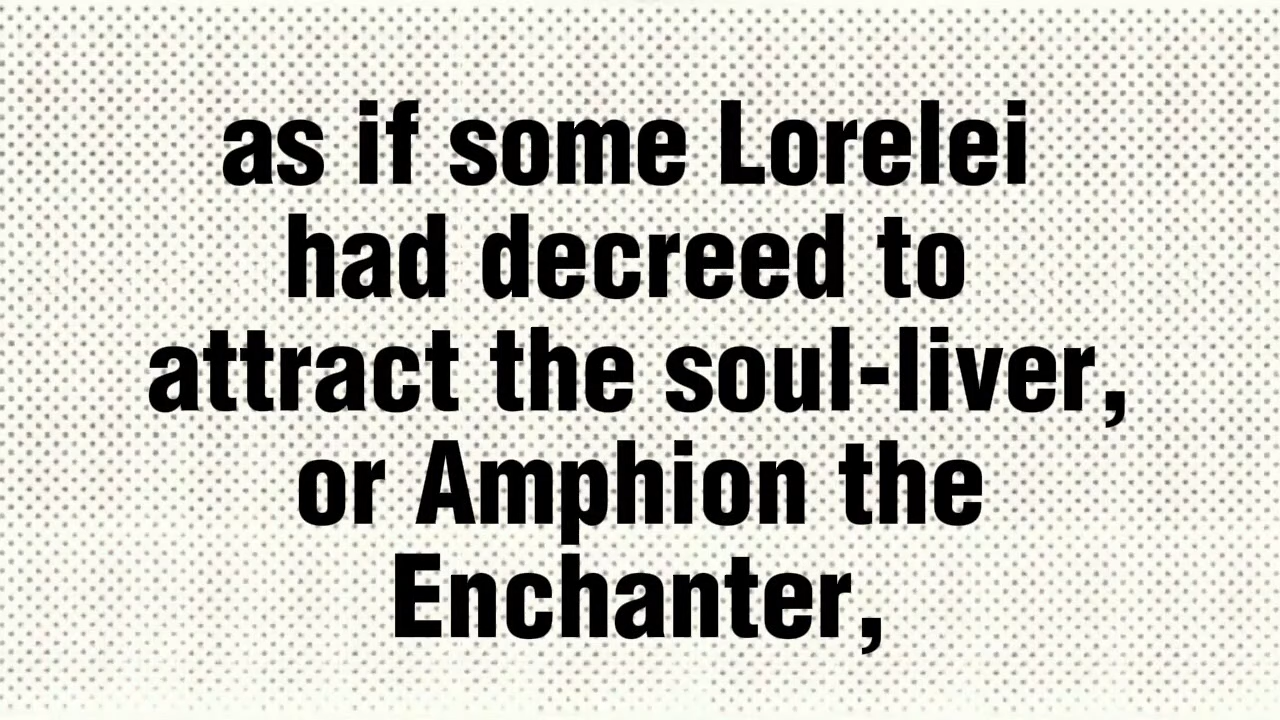 as if some Lorelei
had decreed to
attract the soul-liver,
or Amphion the
Enchanter,